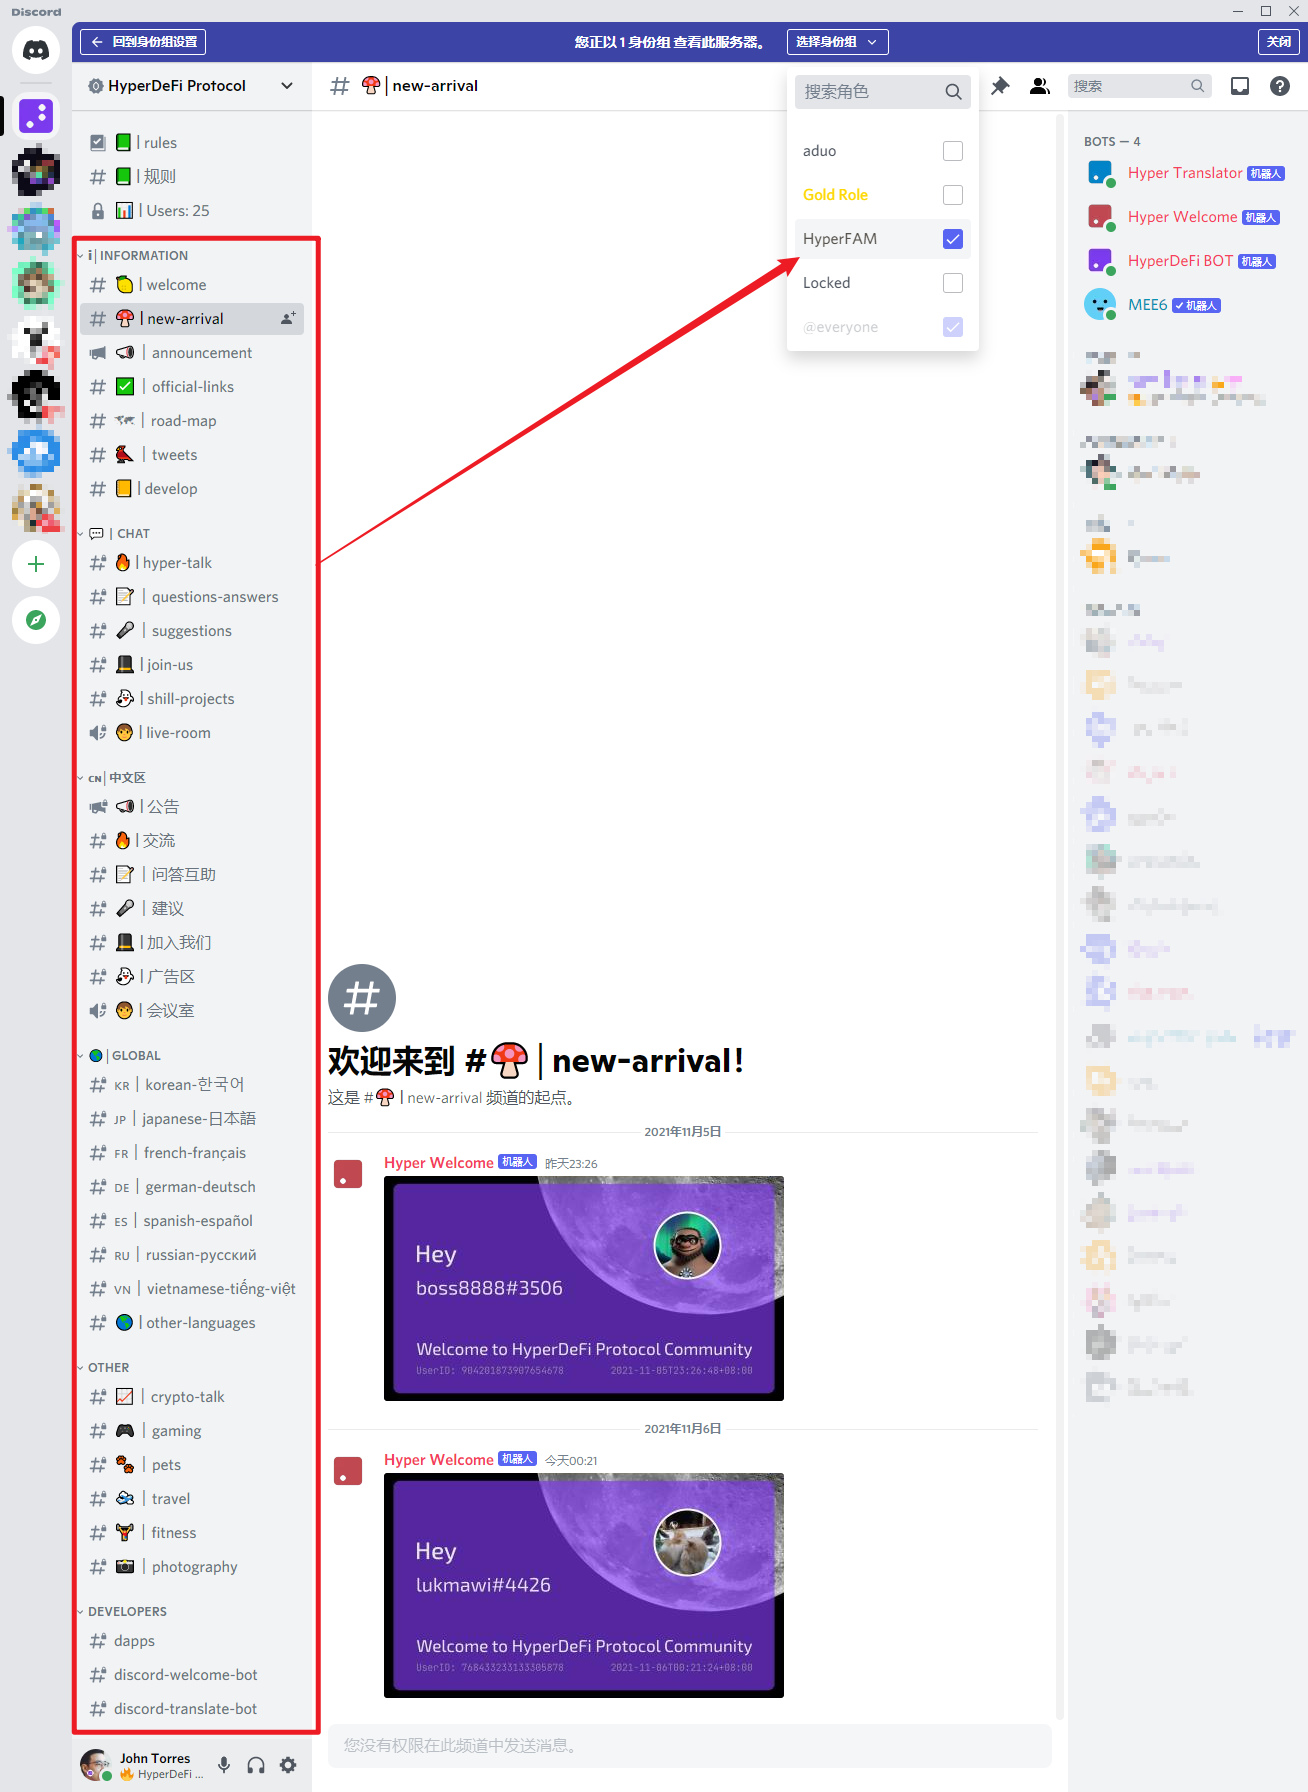 Discord
回到身份组设置
您正以 1 身份组 查看此服务器。
选择身份组
关闭
HyperDeFi Protocol
| new-arrival
搜索角色
搜索
aduo
Gold Role
HyperFAM
Locked
@everyone
| rules
| 规则
| Users: 25
i | INFORMATION
| welcome
| new-arrival
| announcement
| official-links
| road-map
| tweets
| develop
| CHAT
| hyper-talk
| questions-answers
| suggestions
| join-us
| shill-projects
| live-room
CN | 中文区
| 公告
| 交流
| 问答互助
| 建议
| 加入我们
| 广告区
| 会议室
| GLOBAL
KR | korean-한국어
JP | japanese-日本語
FR | french-français
DE | german-deutsch
ES | spanish-español
RU | russian-русский
VN | vietnamese-tiếng-việt
| other-languages
OTHER
| crypto-talk
| gaming
| pets
| travel
| fitness
| photography
DEVELOPERS
dapps
discord-welcome-bot
discord-translate-bot
John Torres
HyperDeFi ...
欢迎来到 #🍄 | new-arrival！
这是 #🍄 | new-arrival 频道的起点。
2021年11月5日
Hyper Welcome 机器人 昨天23:26
Hey
boss8888#3506
Welcome to HyperDeFi Protocol Community
UserID: 904201873907654678 2021-11-05T23:26:48+08:00
2021年11月6日
Hyper Welcome 机器人 今天00:21
Hey
lukmawi#4426
Welcome to HyperDeFi Protocol Community
UserID: 768433233133305878 2021-11-06T00:21:24+08:00
您没有权限在此频道中发送消息。
BOTS — 4
Hyper Translator 机器人
Hyper Welcome 机器人
HyperDeFi BOT 机器人
MEE6 ✓机器人